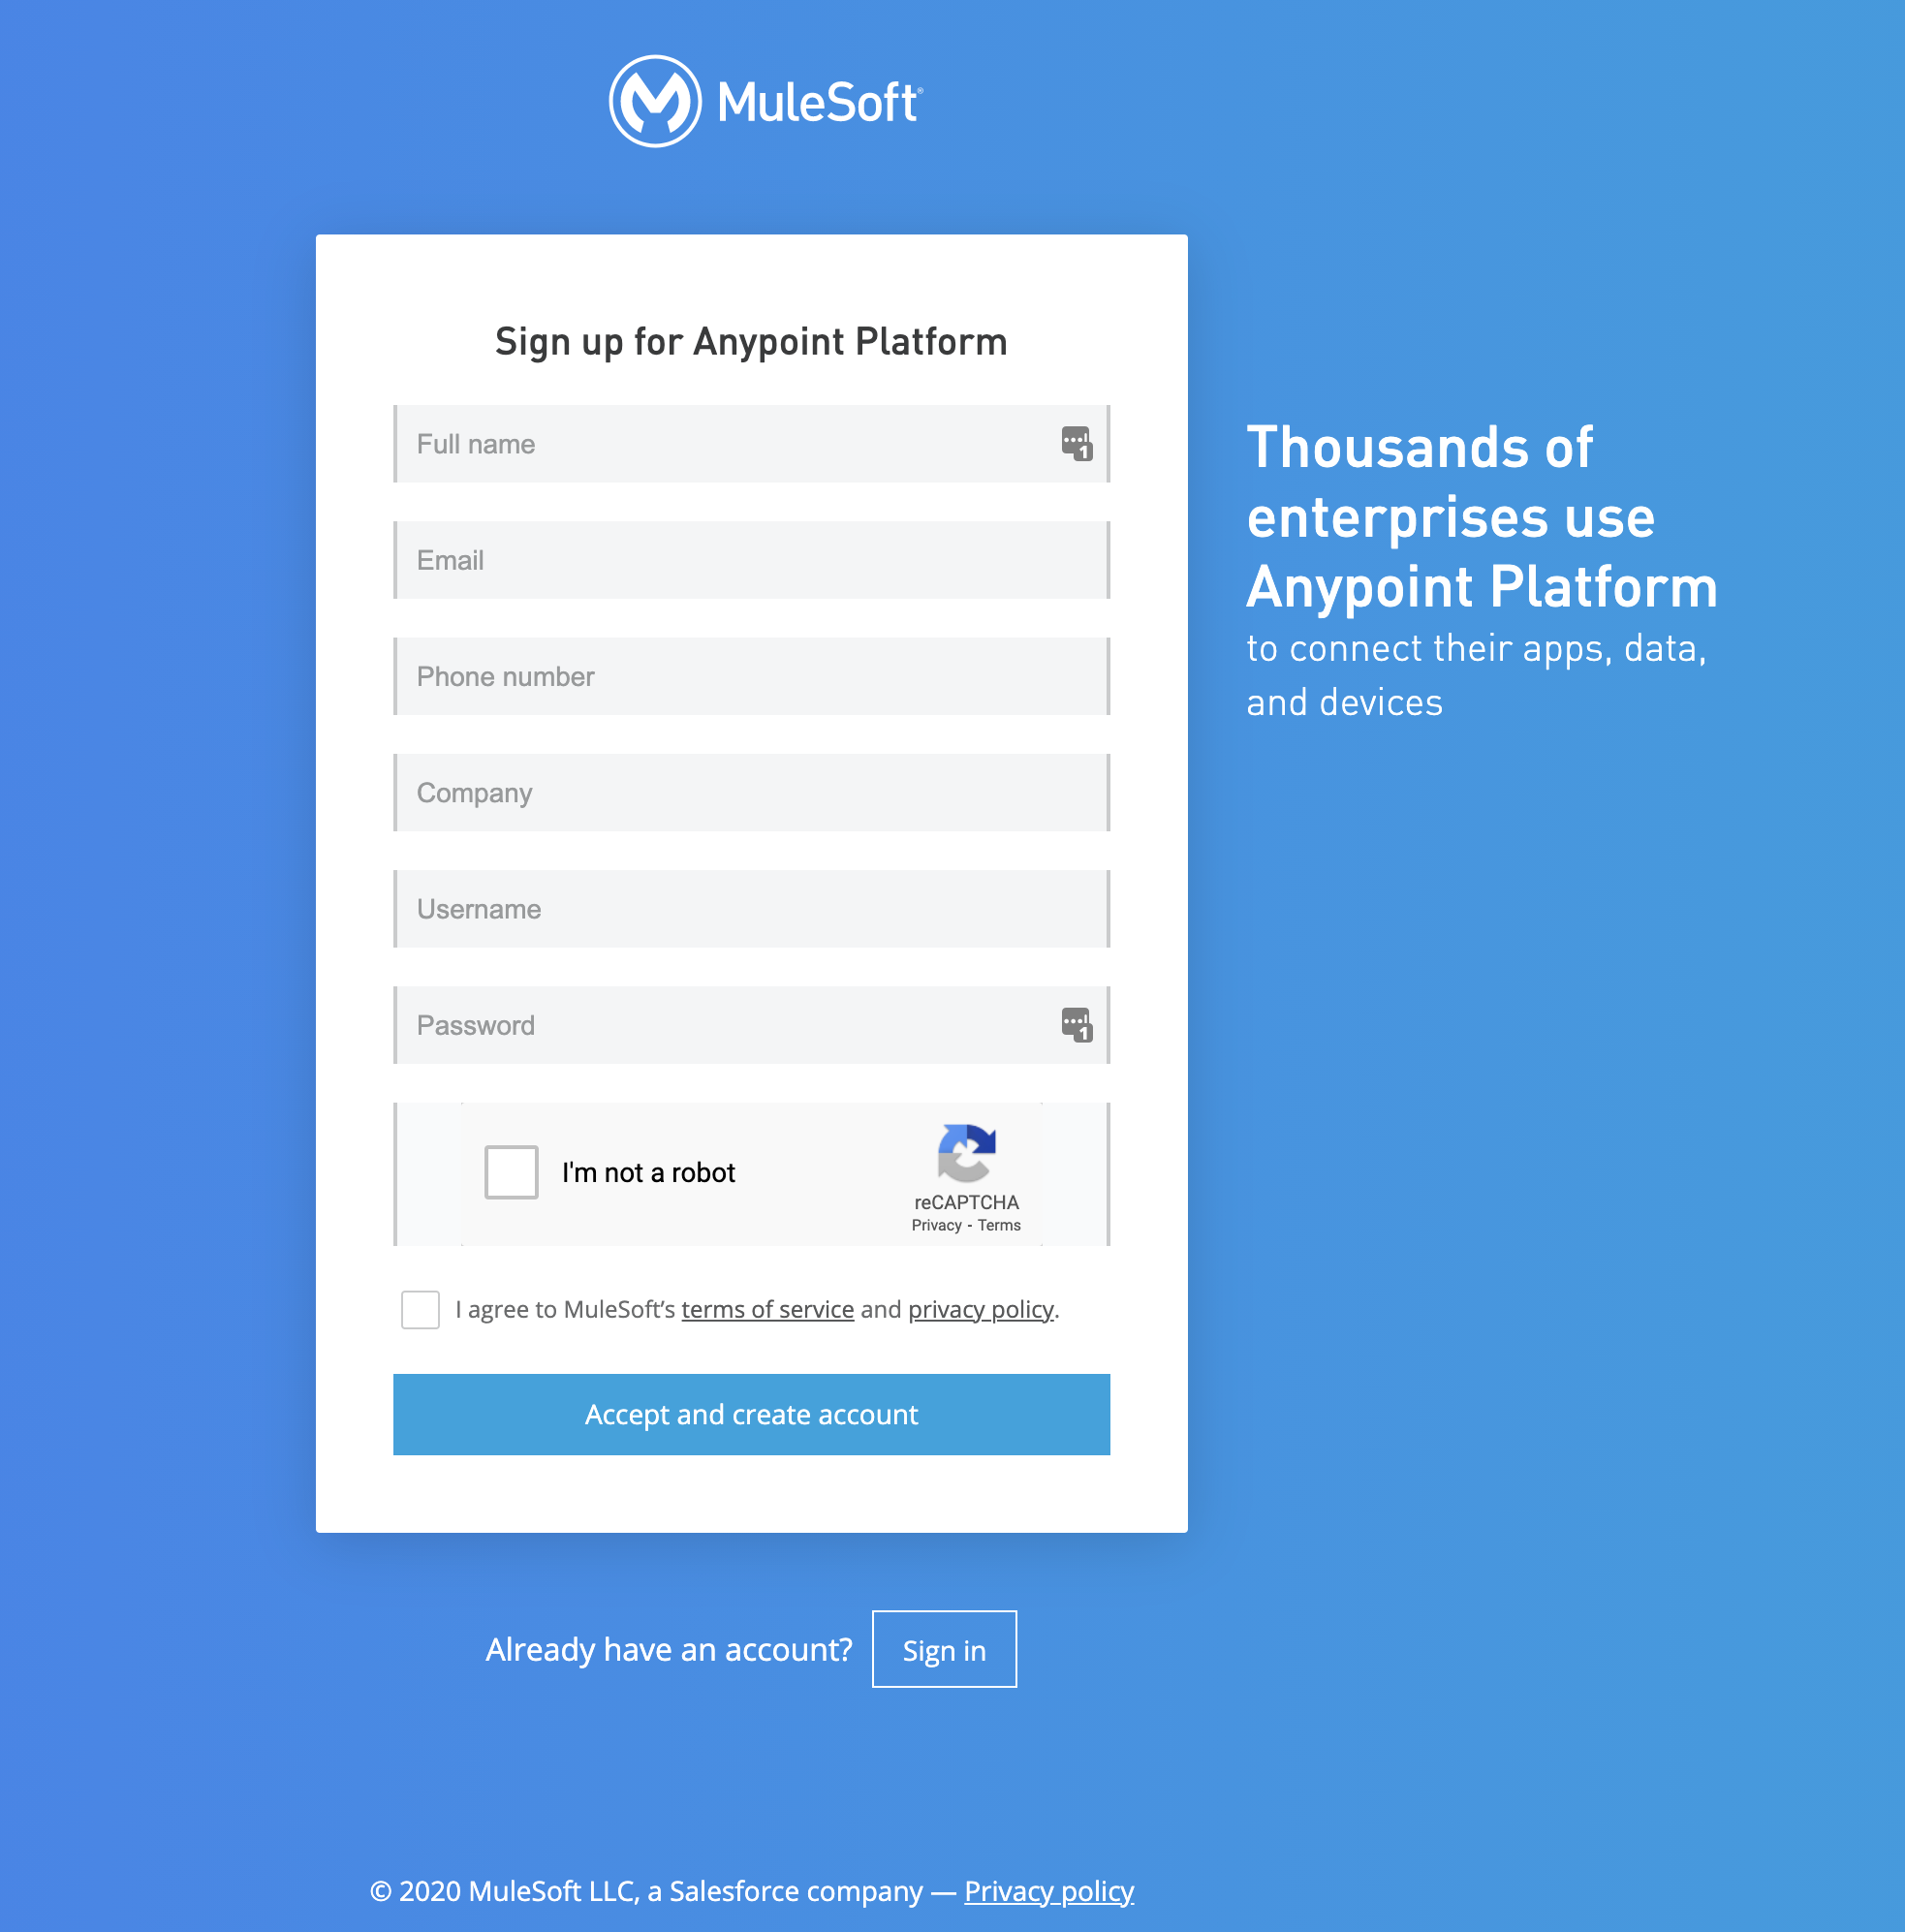 MuleSoft®
Sign up for Anypoint Platform
Full name
1
Email
Phone number
Company
Username
Password
1
I'm not a robot
reCAPTCHA
Privacy - Terms
I agree to MuleSoft’s terms of service and privacy policy.
Accept and create account
Thousands of
enterprises use
Anypoint Platform
to connect their apps, data,
and devices
Already have an account?
Sign in
© 2020 MuleSoft LLC, a Salesforce company — Privacy policy